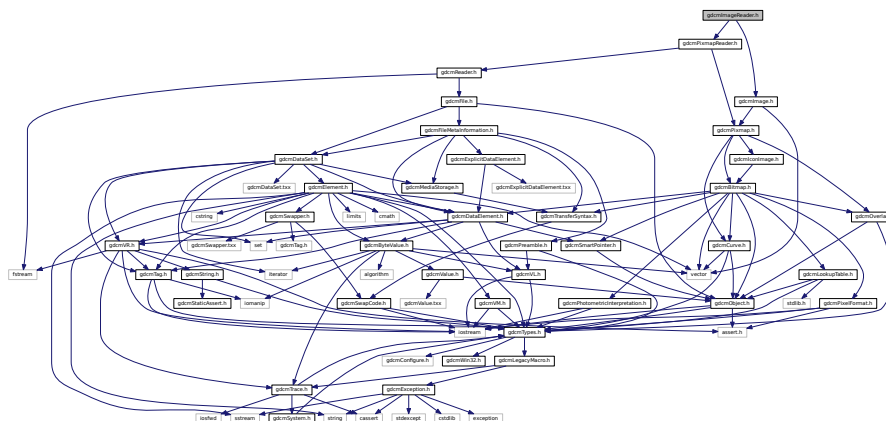 gdcmImageReader.h
gdcmPixmapReader.h
gdcmReader.h
gdcmFile.h
gdcmImage.h
gdcmFileMetaInformation.h
gdcmPixmap.h
gdcmDataSet.h
gdcmExplicitDataElement.h
gdcmIconImage.h
gdcmDataSet.txx
gdcmElement.h
gdcmMediaStorage.h
gdcmExplicitDataElement.txx
gdcmBitmap.h
cstring
gdcmSwapper.h
limits
cmath
gdcmDataElement.h
gdcmTransferSyntax.h
gdcmOverla
gdcmVR.h
gdcmSwapper.txx
set
gdcmTag.h
gdcmByteValue.h
gdcmPreamble.h
gdcmSmartPointer.h
gdcmCurve.h
fstream
gdcmTag.h
gdcmString.h
iterator
algorithm
gdcmValue.h
gdcmVL.h
vector
gdcmLookupTable.h
gdcmStaticAssert.h
iomanip
gdcmSwapCode.h
gdcmValue.txx
gdcmVM.h
gdcmPhotometricInterpretation.h
gdcmObject.h
stdlib.h
gdcmPixelFormat.h
iostream
gdcmTypes.h
assert.h
gdcmConfigure.h
gdcmWin32.h
gdcmLegacyMacro.h
gdcmTrace.h
gdcmException.h
iosfwd
sstream
gdcmSystem.h
string
cassert
stdexcept
cstdlib
exception